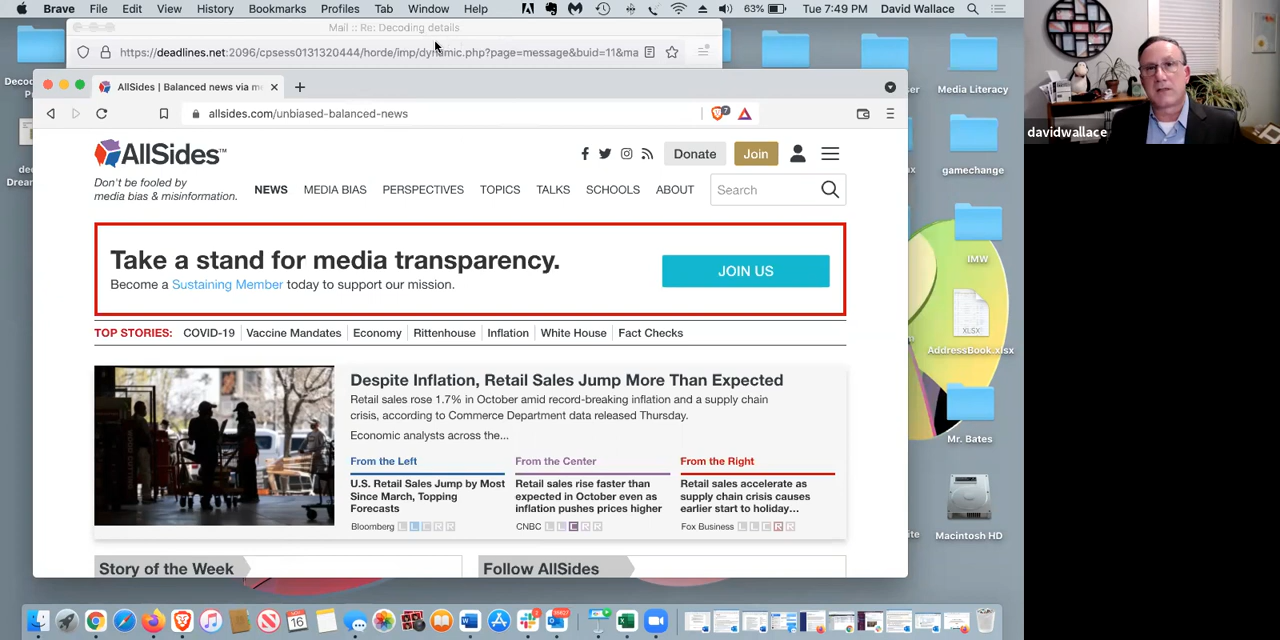 Brave File Edit View History Bookmarks Profiles Tab Window Help 63% Tue 7:49 PM David Wallace
Mail :: Re: Decoding details
https://deadlines.net:2096/cpsess0131320444/horde/imp/dynamic.php?page=message&buid=11&ma
AllSides | Balanced news via m
allsides.com/unbiased-balanced-news
AllSides™
Donate Join
Don't be fooled by
media bias & misinformation.
NEWS MEDIA BIAS PERSPECTIVES TOPICS TALKS SCHOOLS ABOUT Search
Take a stand for media transparency.
Become a Sustaining Member today to support our mission.
JOIN US
TOP STORIES: COVID-19 Vaccine Mandates Economy Rittenhouse Inflation White House Fact Checks
Despite Inflation, Retail Sales Jump More Than Expected
Retail sales rose 1.7% in October amid record-breaking inflation and a supply chain
crisis, according to Commerce Department data released Thursday.
Economic analysts across the...
From the Left
U.S. Retail Sales Jump by Most
Since March, Topping
Forecasts
Bloomberg L L C R R
From the Center
Retail sales rise faster than
expected in October even as
inflation pushes prices higher
CNBC L L C R R
From the Right
Retail sales accelerate as
supply chain crisis causes
earlier start to holiday...
Fox Business L L C R R
Story of the Week
Follow AllSides
Media Literacy
gamechange
IMW
XLSX
AddressBook.xlsx
Mr. Bates
Macintosh HD
davidwallace
16